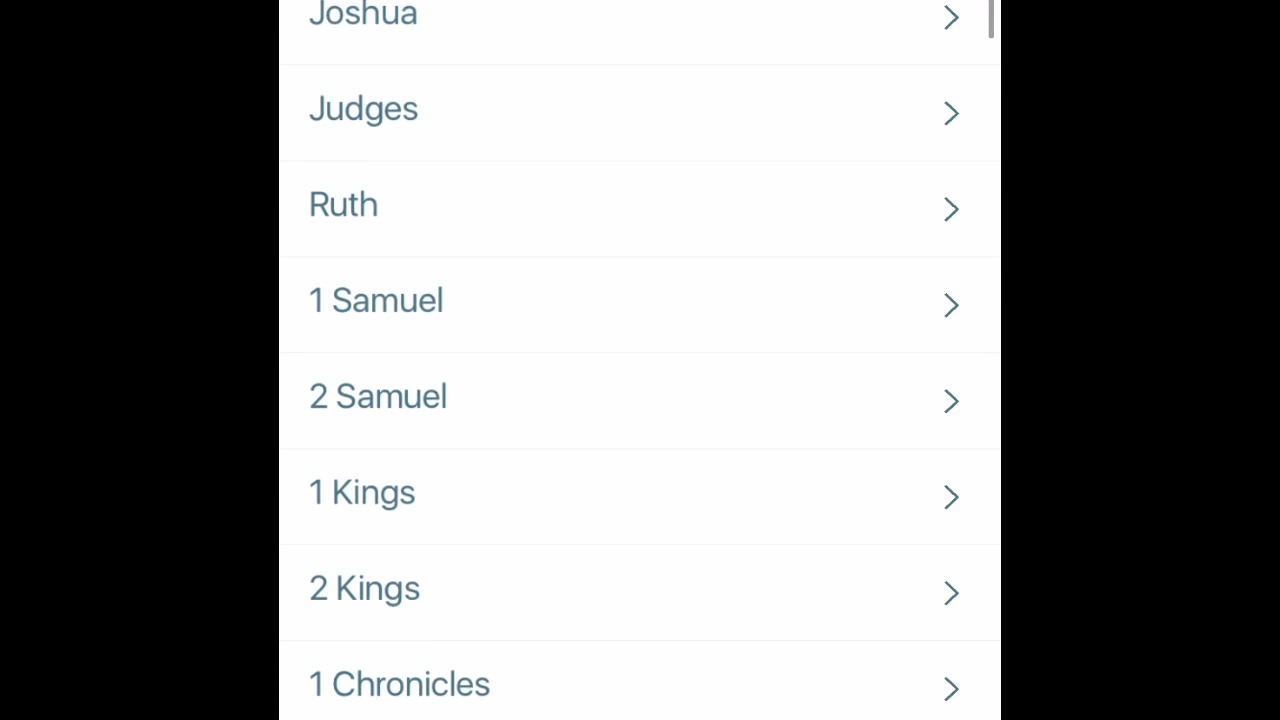 Joshua
Judges
Ruth
1 Samuel
2 Samuel
1 Kings
2 Kings
1 Chronicles